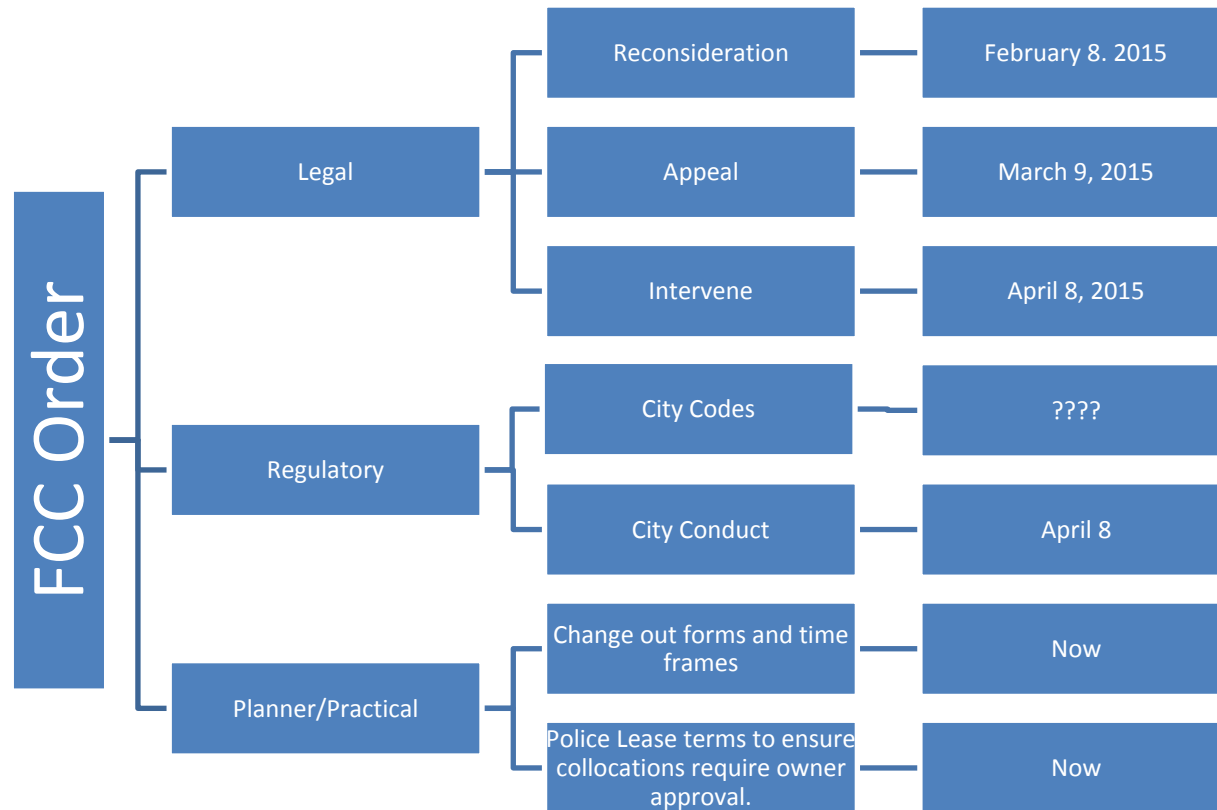 FCC Order
Legal
Reconsideration
February 8. 2015
Appeal
March 9, 2015
Intervene
April 8, 2015
Regulatory
City Codes
????
City Conduct
April 8
Planner/Practical
Change out forms and time
frames
Now
Police Lease terms to ensure
collocations require owner
approval.
Now